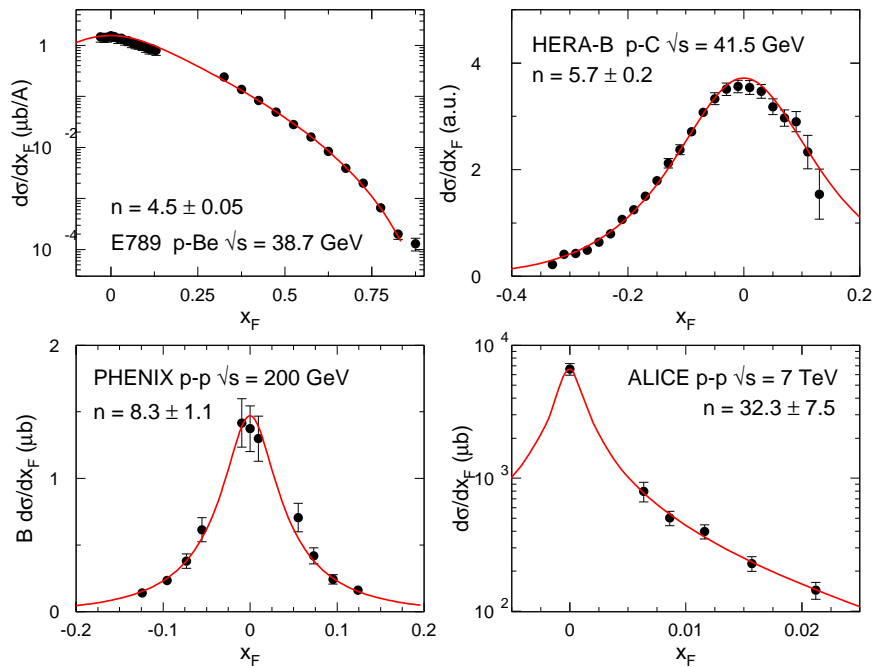 1
10 -2
10 -4
dσ/dx_F (μb/A)
n = 4.5 ± 0.05
E789 p-Be √s = 38.7 GeV
0 0.25 0.5 0.75
x_F
4
2
0
dσ/dx_F (a.u.)
HERA-B p-C √s = 41.5 GeV
n = 5.7 ± 0.2
-0.4 -0.2 0 0.2
x_F
2
1
0
B dσ/dx_F (μb)
PHENIX p-p √s = 200 GeV
n = 8.3 ± 1.1
-0.2 -0.1 0 0.1 0.2
x_F
10 4
10 3
10 2
dσ/dx_F (μb)
ALICE p-p √s = 7 TeV
n = 32.3 ± 7.5
0 0.01 0.02
x_F